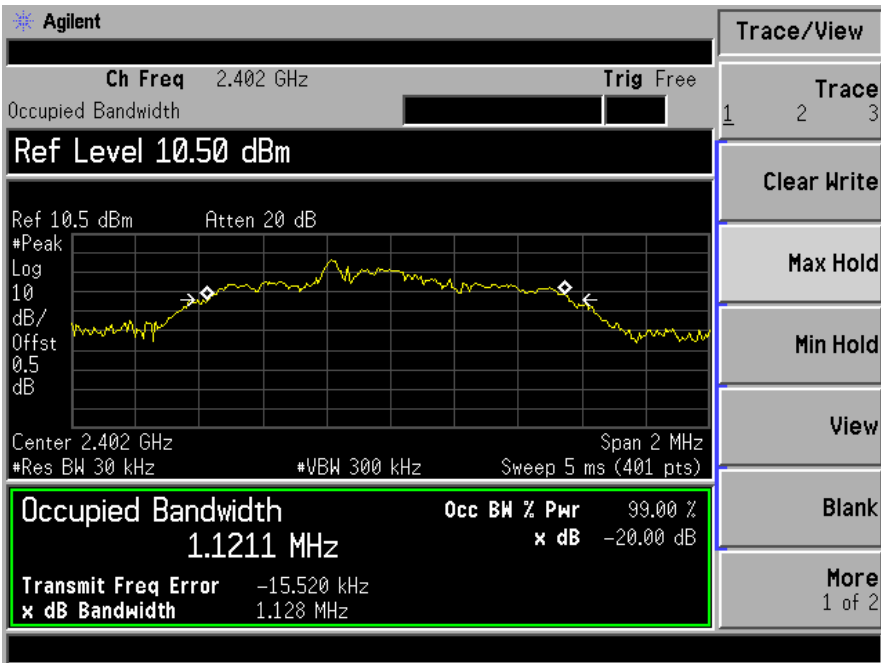 Agilent
Trace/View
Ch Freq 2.402 GHz Trig Free
Occupied Bandwidth
Trace
1 2 3
Ref Level 10.50 dBm
Clear Write
Ref 10.5 dBm Atten 20 dB
#Peak
Log
10
dB/
Offst
0.5
dB
Max Hold
Min Hold
View
Center 2.402 GHz Span 2 MHz
#Res BW 30 kHz #VBW 300 kHz Sweep 5 ms (401 pts)
Occupied Bandwidth Occ BW % Pwr 99.00 %
1.1211 MHz x dB -20.00 dB
Transmit Freq Error -15.520 kHz
x dB Bandwidth 1.128 MHz
Blank
More
1 of 2